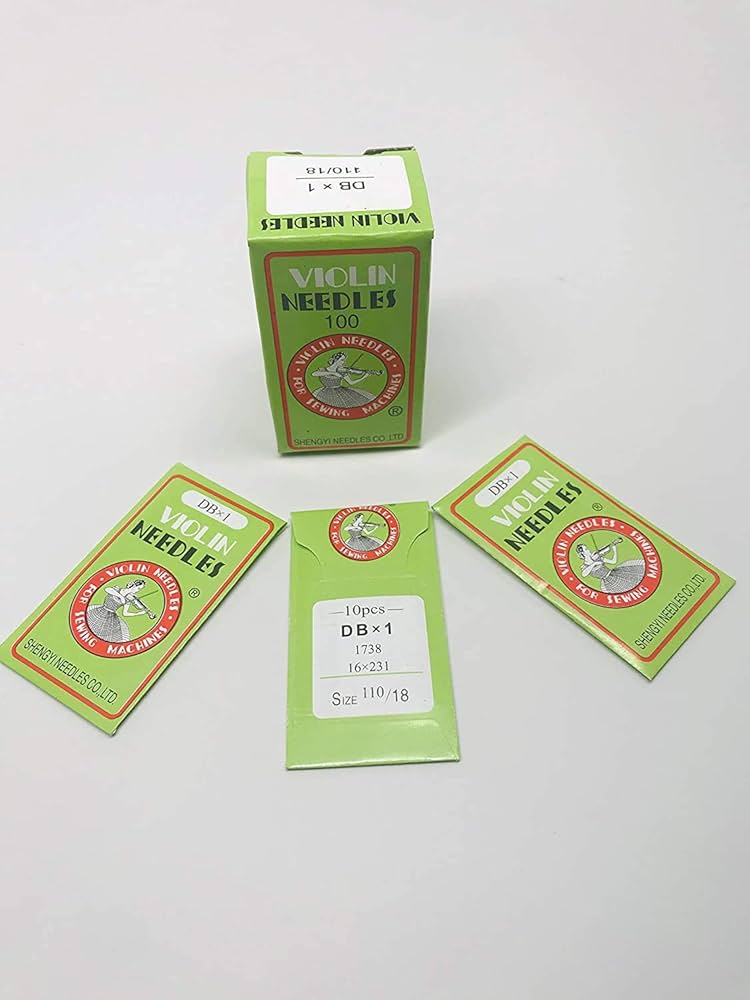 DB × 1
110/18
VIOLIN NEEDLES
VIOLIN
NEEDLES
100
· VIOLIN NEEDLES ·
FOR SEWING MACHINES
®
SHENGYI NEEDLES CO.,LTD
DB×1
VIOLIN
NEEDLES
®
· VIOLIN NEEDLES ·
FOR SEWING MACHINES
SHENGYI NEEDLES CO.,LTD.
VIOLIN NEEDLES
FOR SEWING MACHINES
—10pcs—
DB×1
1738
16×231
SIZE 110/18
DB×1
VIOLIN
NEEDLES
®
· VIOLIN NEEDLES ·
FOR SEWING MACHINES
SHENGYI NEEDLES CO.,LTD.